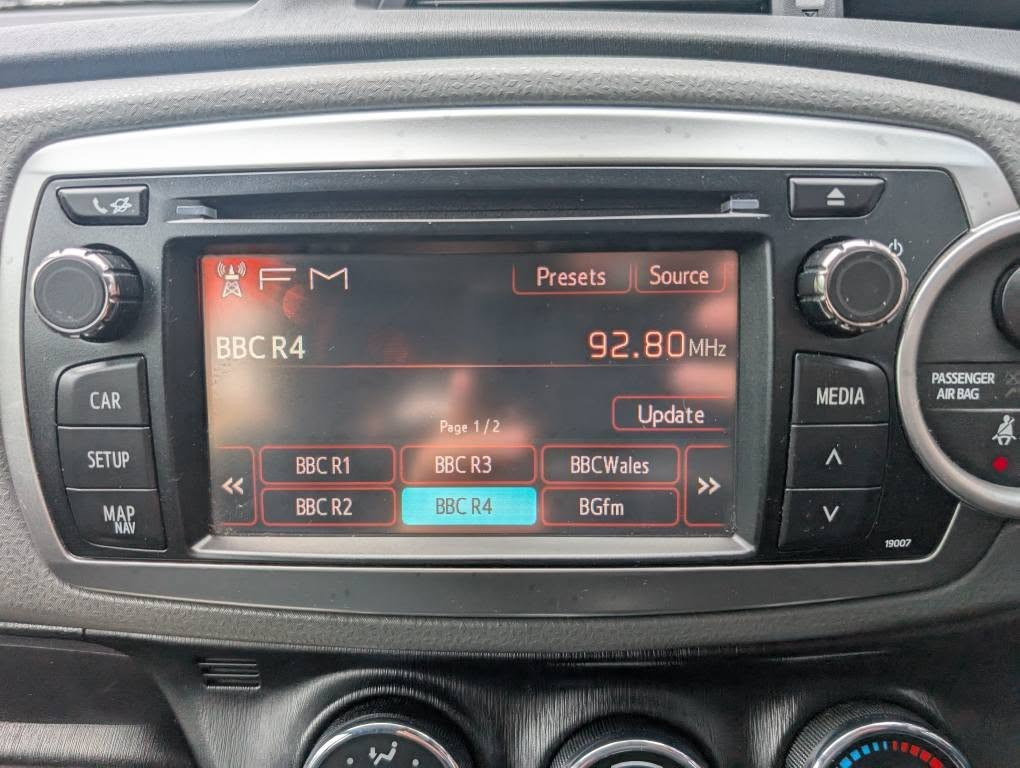 FM
Presets
Source
BBC R4
92.80MHz
Update
Page 1/2
BBC R1
BBC R3
BBCWales
BBC R2
BBC R4
BGfm
CAR
SETUP
MAP
NAV
MEDIA
19007
PASSENGER
AIR BAG